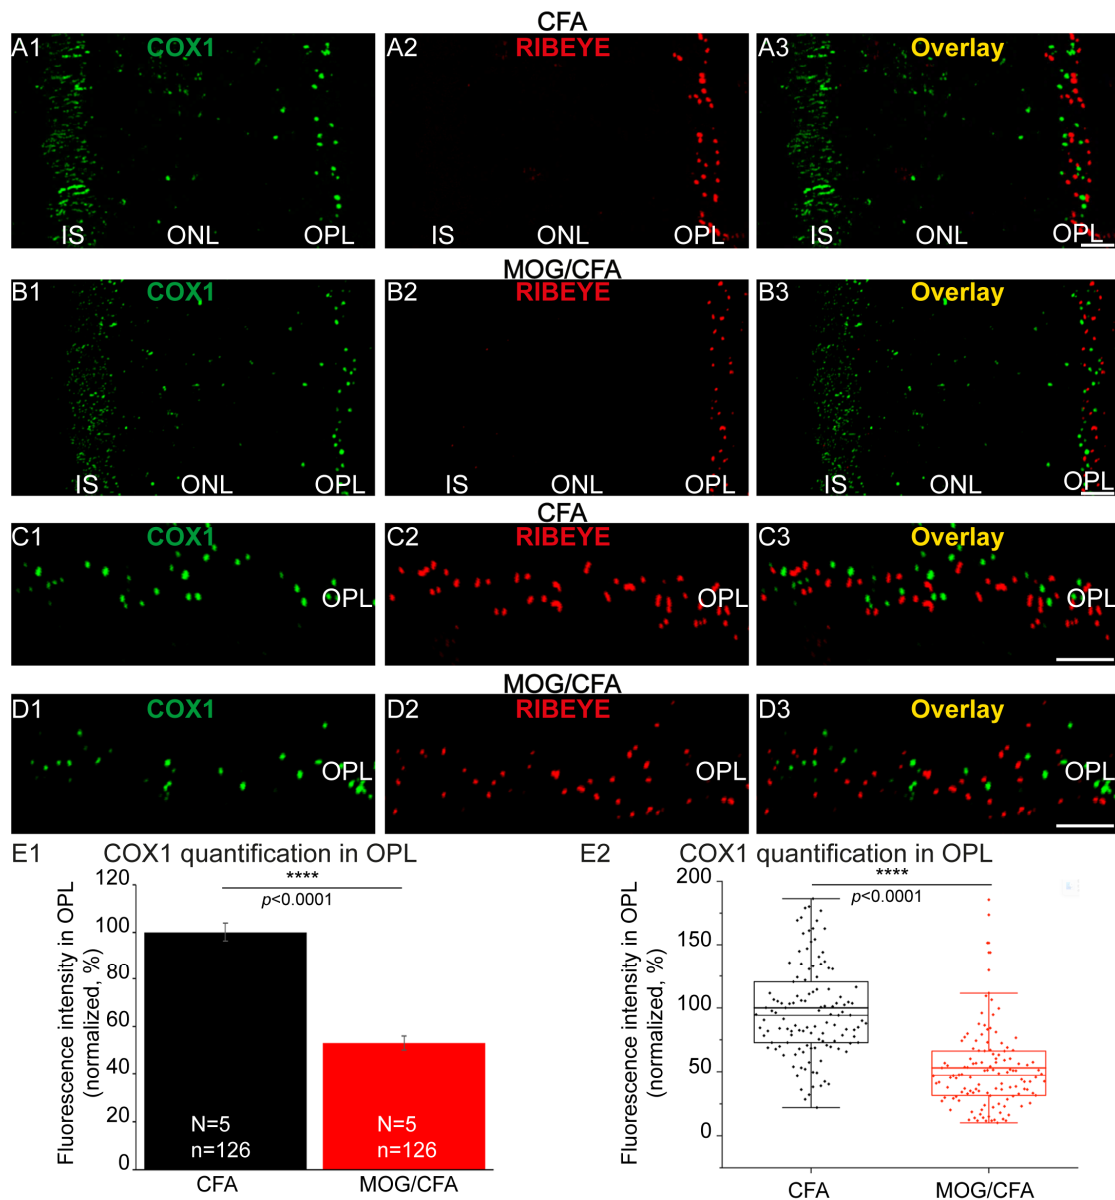 CFA
A1 COX1
A2 RIBEYE
A3 Overlay
IS ONL OPL
IS ONL OPL
IS ONL OPL
MOG/CFA
B1 COX1
B2 RIBEYE
B3 Overlay
IS ONL OPL
IS ONL OPL
IS ONL OPL
CFA
C1 COX1
C2 RIBEYE
C3 Overlay
OPL
OPL
OPL
MOG/CFA
D1 COX1
D2 RIBEYE
D3 Overlay
OPL
OPL
OPL
E1 COX1 quantification in OPL
****
p<0.0001
Fluorescence intensity in OPL
(normalized, %)
120
100
80
60
40
20
0
N=5
n=126
N=5
n=126
CFA
MOG/CFA
E2 COX1 quantification in OPL
****
p<0.0001
Fluorescence intensity in OPL
(normalized, %)
200
150
100
50
0
CFA
MOG/CFA